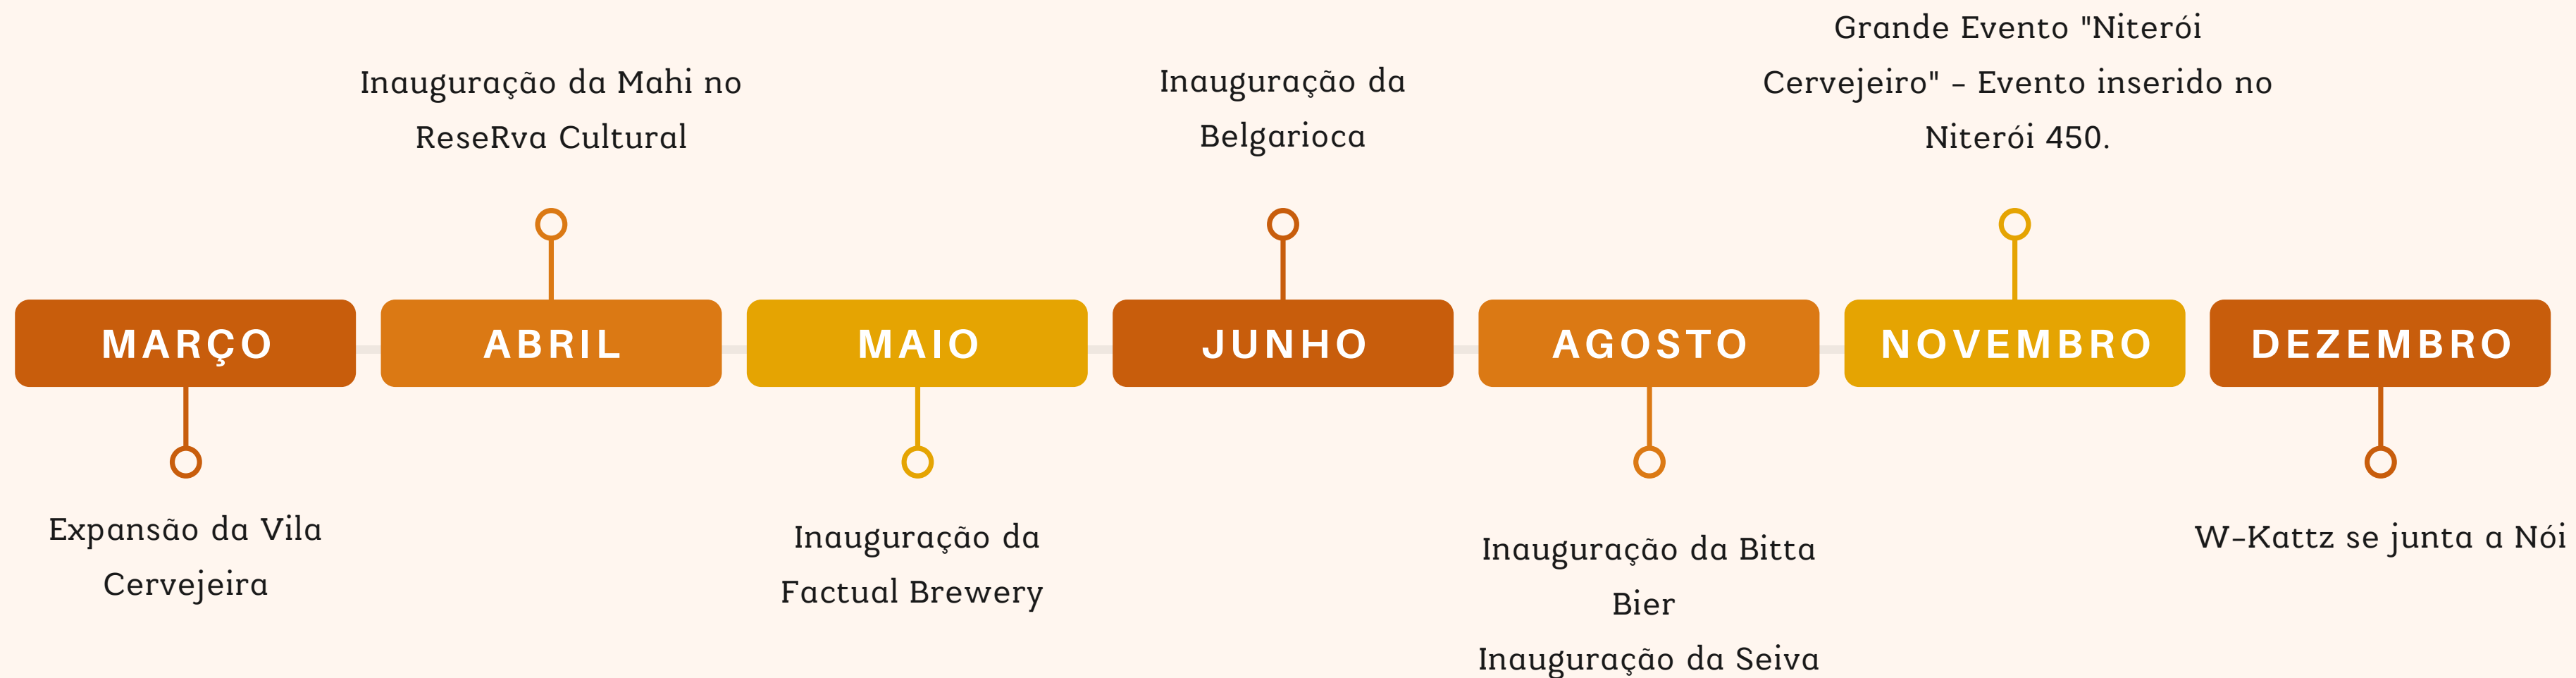 Grande Evento "Niterói
Cervejeiro" - Evento inserido no
Niterói 450.
Inauguração da Mahi no
ReseRva Cultural
Inauguração da
Belgarioca
MARÇO
ABRIL
MAIO
JUNHO
AGOSTO
NOVEMBRO
DEZEMBRO
Expansão da Vila
Cervejeira
Inauguração da
Factual Brewery
Inauguração da Bitta
Bier
Inauguração da Seiva
W-Kattz se junta a Nói